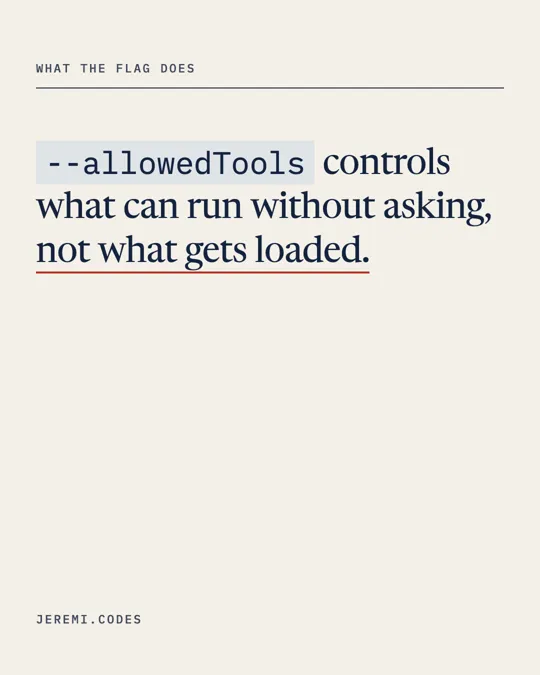 WHAT THE FLAG DOES
--allowedTools controls
what can run without asking,
not what gets loaded.
JEREMI.CODES